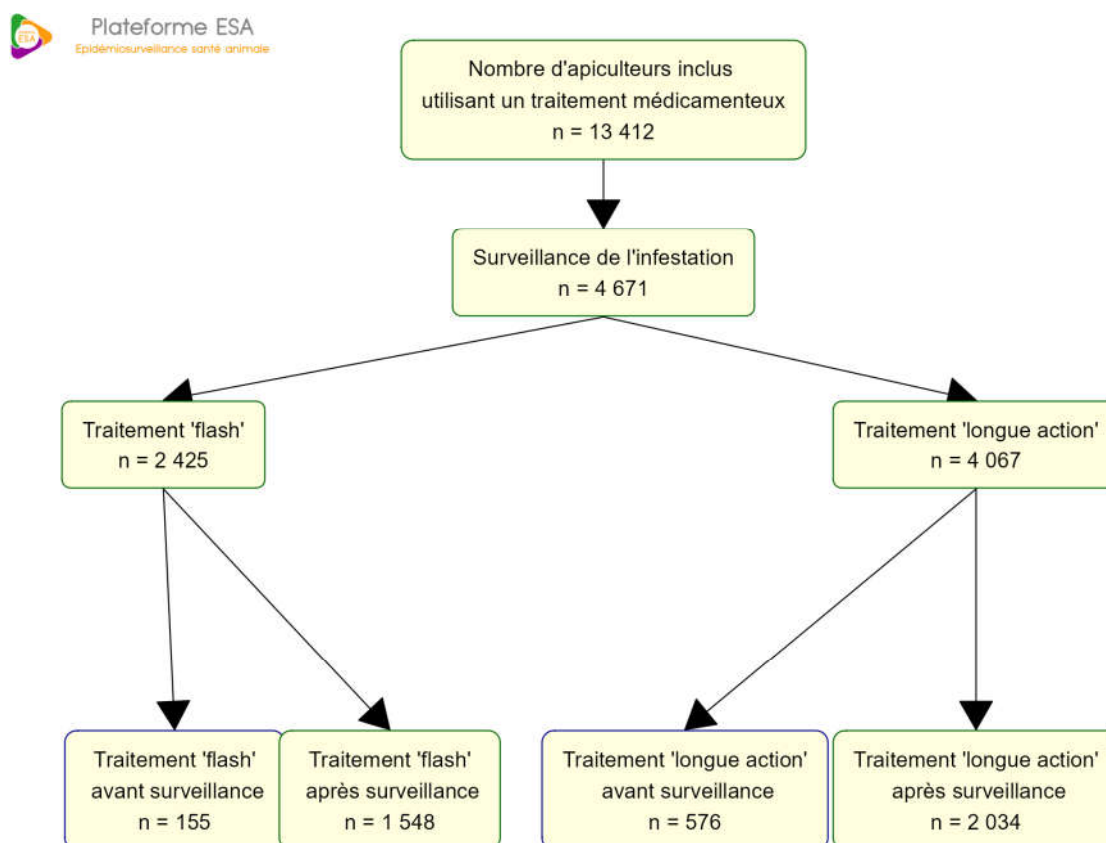 ESA
Plateforme ESA
Epidémiosurveillance santé animale
Nombre d'apiculteurs inclus
utilisant un traitement médicamenteux
n = 13 412
Surveillance de l'infestation
n = 4 671
Traitement 'flash'
n = 2 425
Traitement 'longue action'
n = 4 067
Traitement 'flash'
avant surveillance
n = 155
Traitement 'flash'
après surveillance
n = 1 548
Traitement 'longue action'
avant surveillance
n = 576
Traitement 'longue action'
après surveillance
n = 2 034